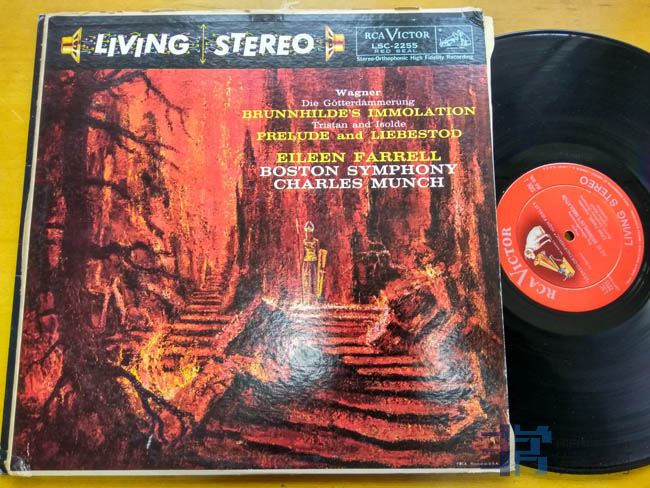 LIVING STEREO
RCA VICTOR
LSC-2255
RED SEAL
Stereo-Orthophonic High Fidelity Recording
Wagner
Die Götterdämmerung
BRUNNHILDE'S IMMOLATION
Tristan and Isolde
PRELUDE and LIEBESTOD
EILEEN FARRELL
BOSTON SYMPHONY
CHARLES MUNCH
RCA VICTOR
LIVING STEREO